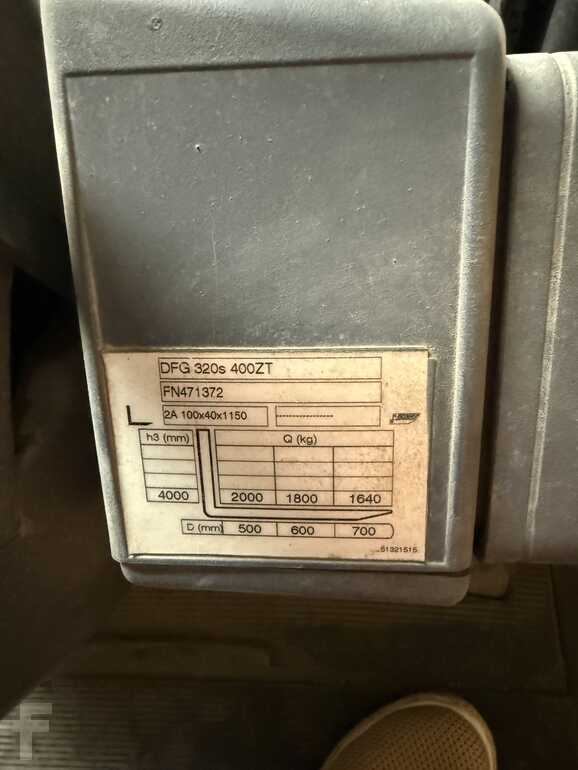 DFG 320s 400ZT
FN471372
2A 100x40x1150 ----------------
h3 (mm) Q (kg)
4000 2000 1800 1640
D (mm) 500 600 700
51321515
F